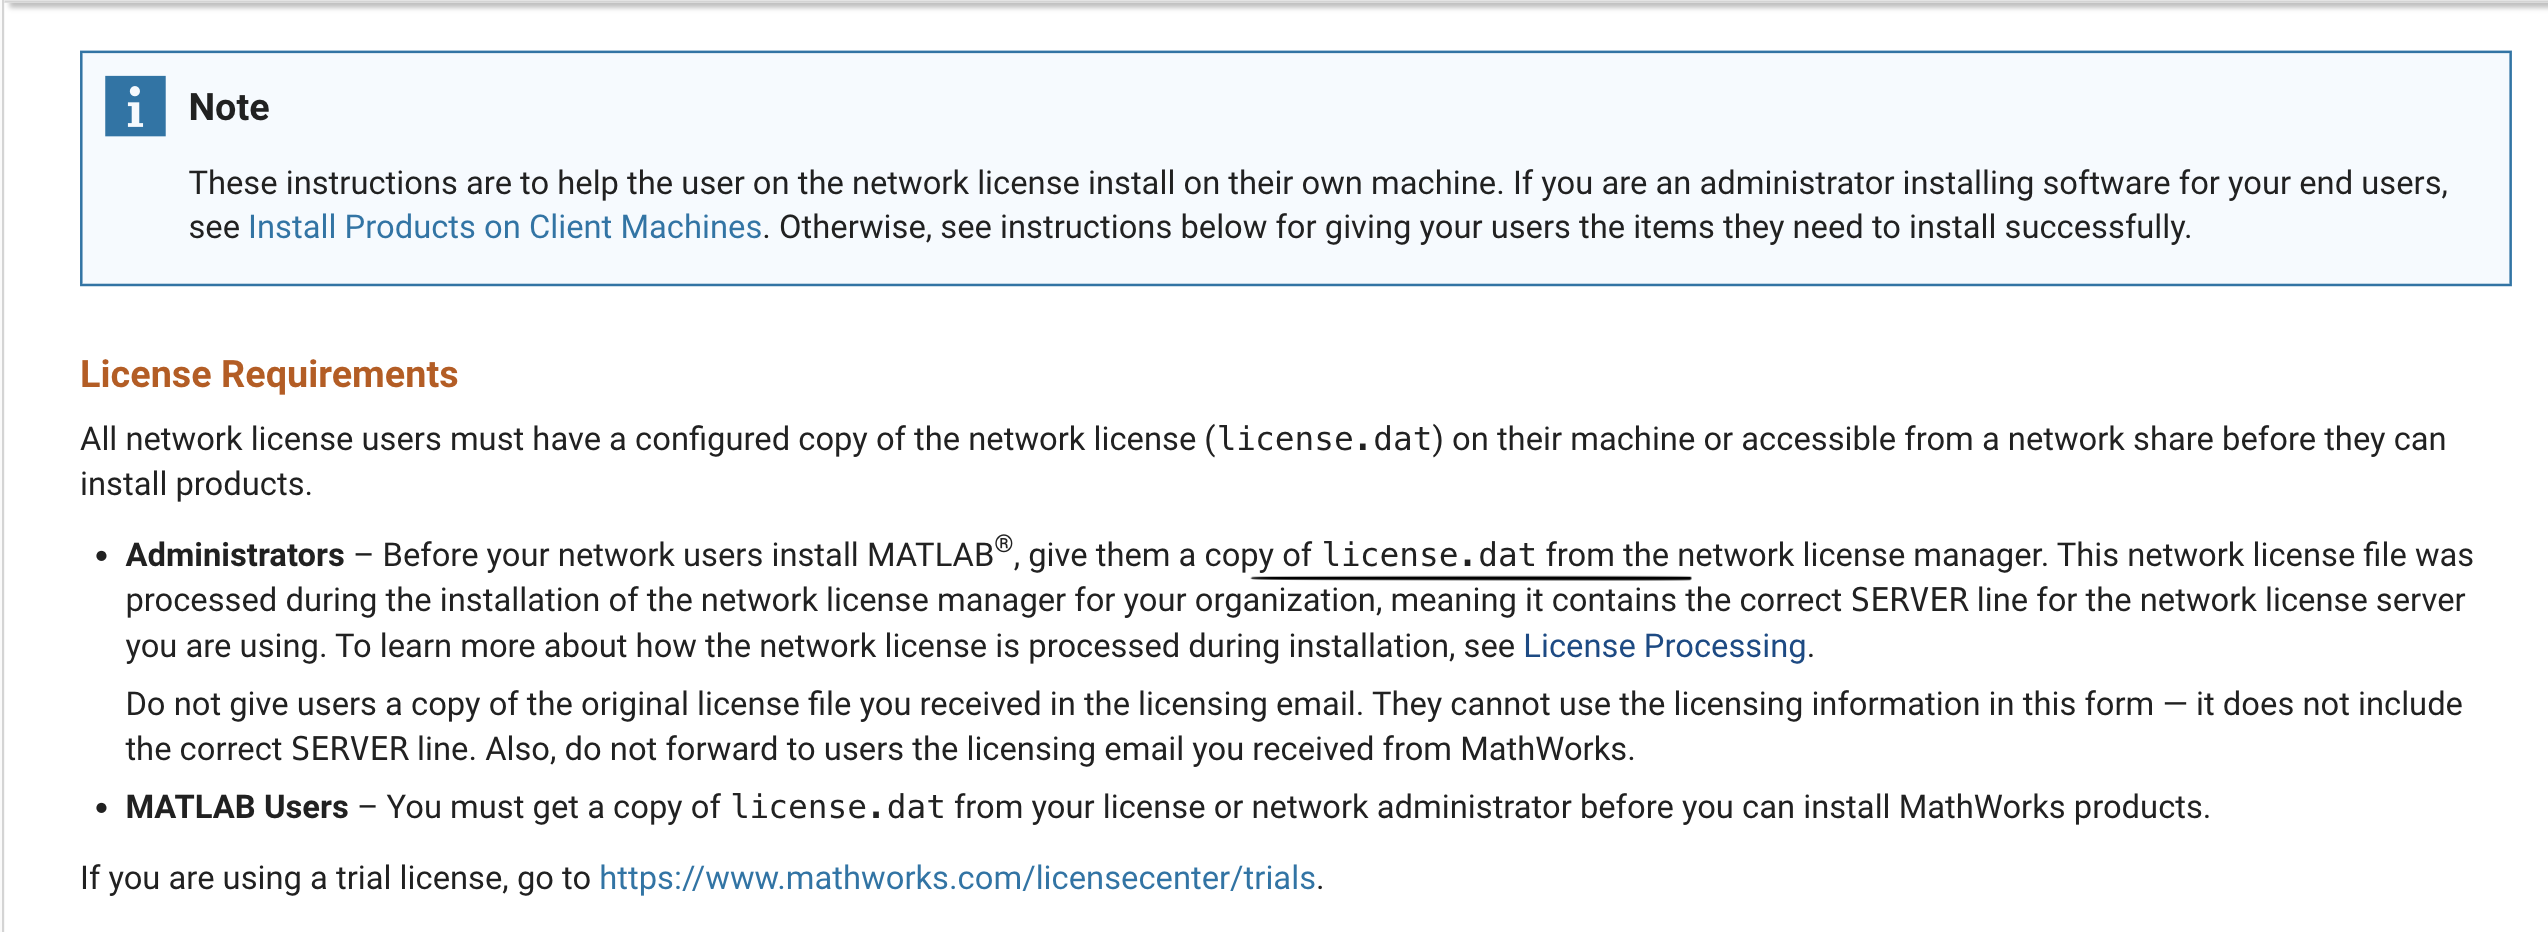 i Note
These instructions are to help the user on the network license install on their own machine. If you are an administrator installing software for your end users,
see Install Products on Client Machines. Otherwise, see instructions below for giving your users the items they need to install successfully.
License Requirements
All network license users must have a configured copy of the network license (license.dat) on their machine or accessible from a network share before they can
install products.
• Administrators – Before your network users install MATLAB®, give them a copy of license.dat from the network license manager. This network license file was
processed during the installation of the network license manager for your organization, meaning it contains the correct SERVER line for the network license server
you are using. To learn more about how the network license is processed during installation, see License Processing.
Do not give users a copy of the original license file you received in the licensing email. They cannot use the licensing information in this form — it does not include
the correct SERVER line. Also, do not forward to users the licensing email you received from MathWorks.
• MATLAB Users – You must get a copy of license.dat from your license or network administrator before you can install MathWorks products.
If you are using a trial license, go to https://www.mathworks.com/licensecenter/trials.